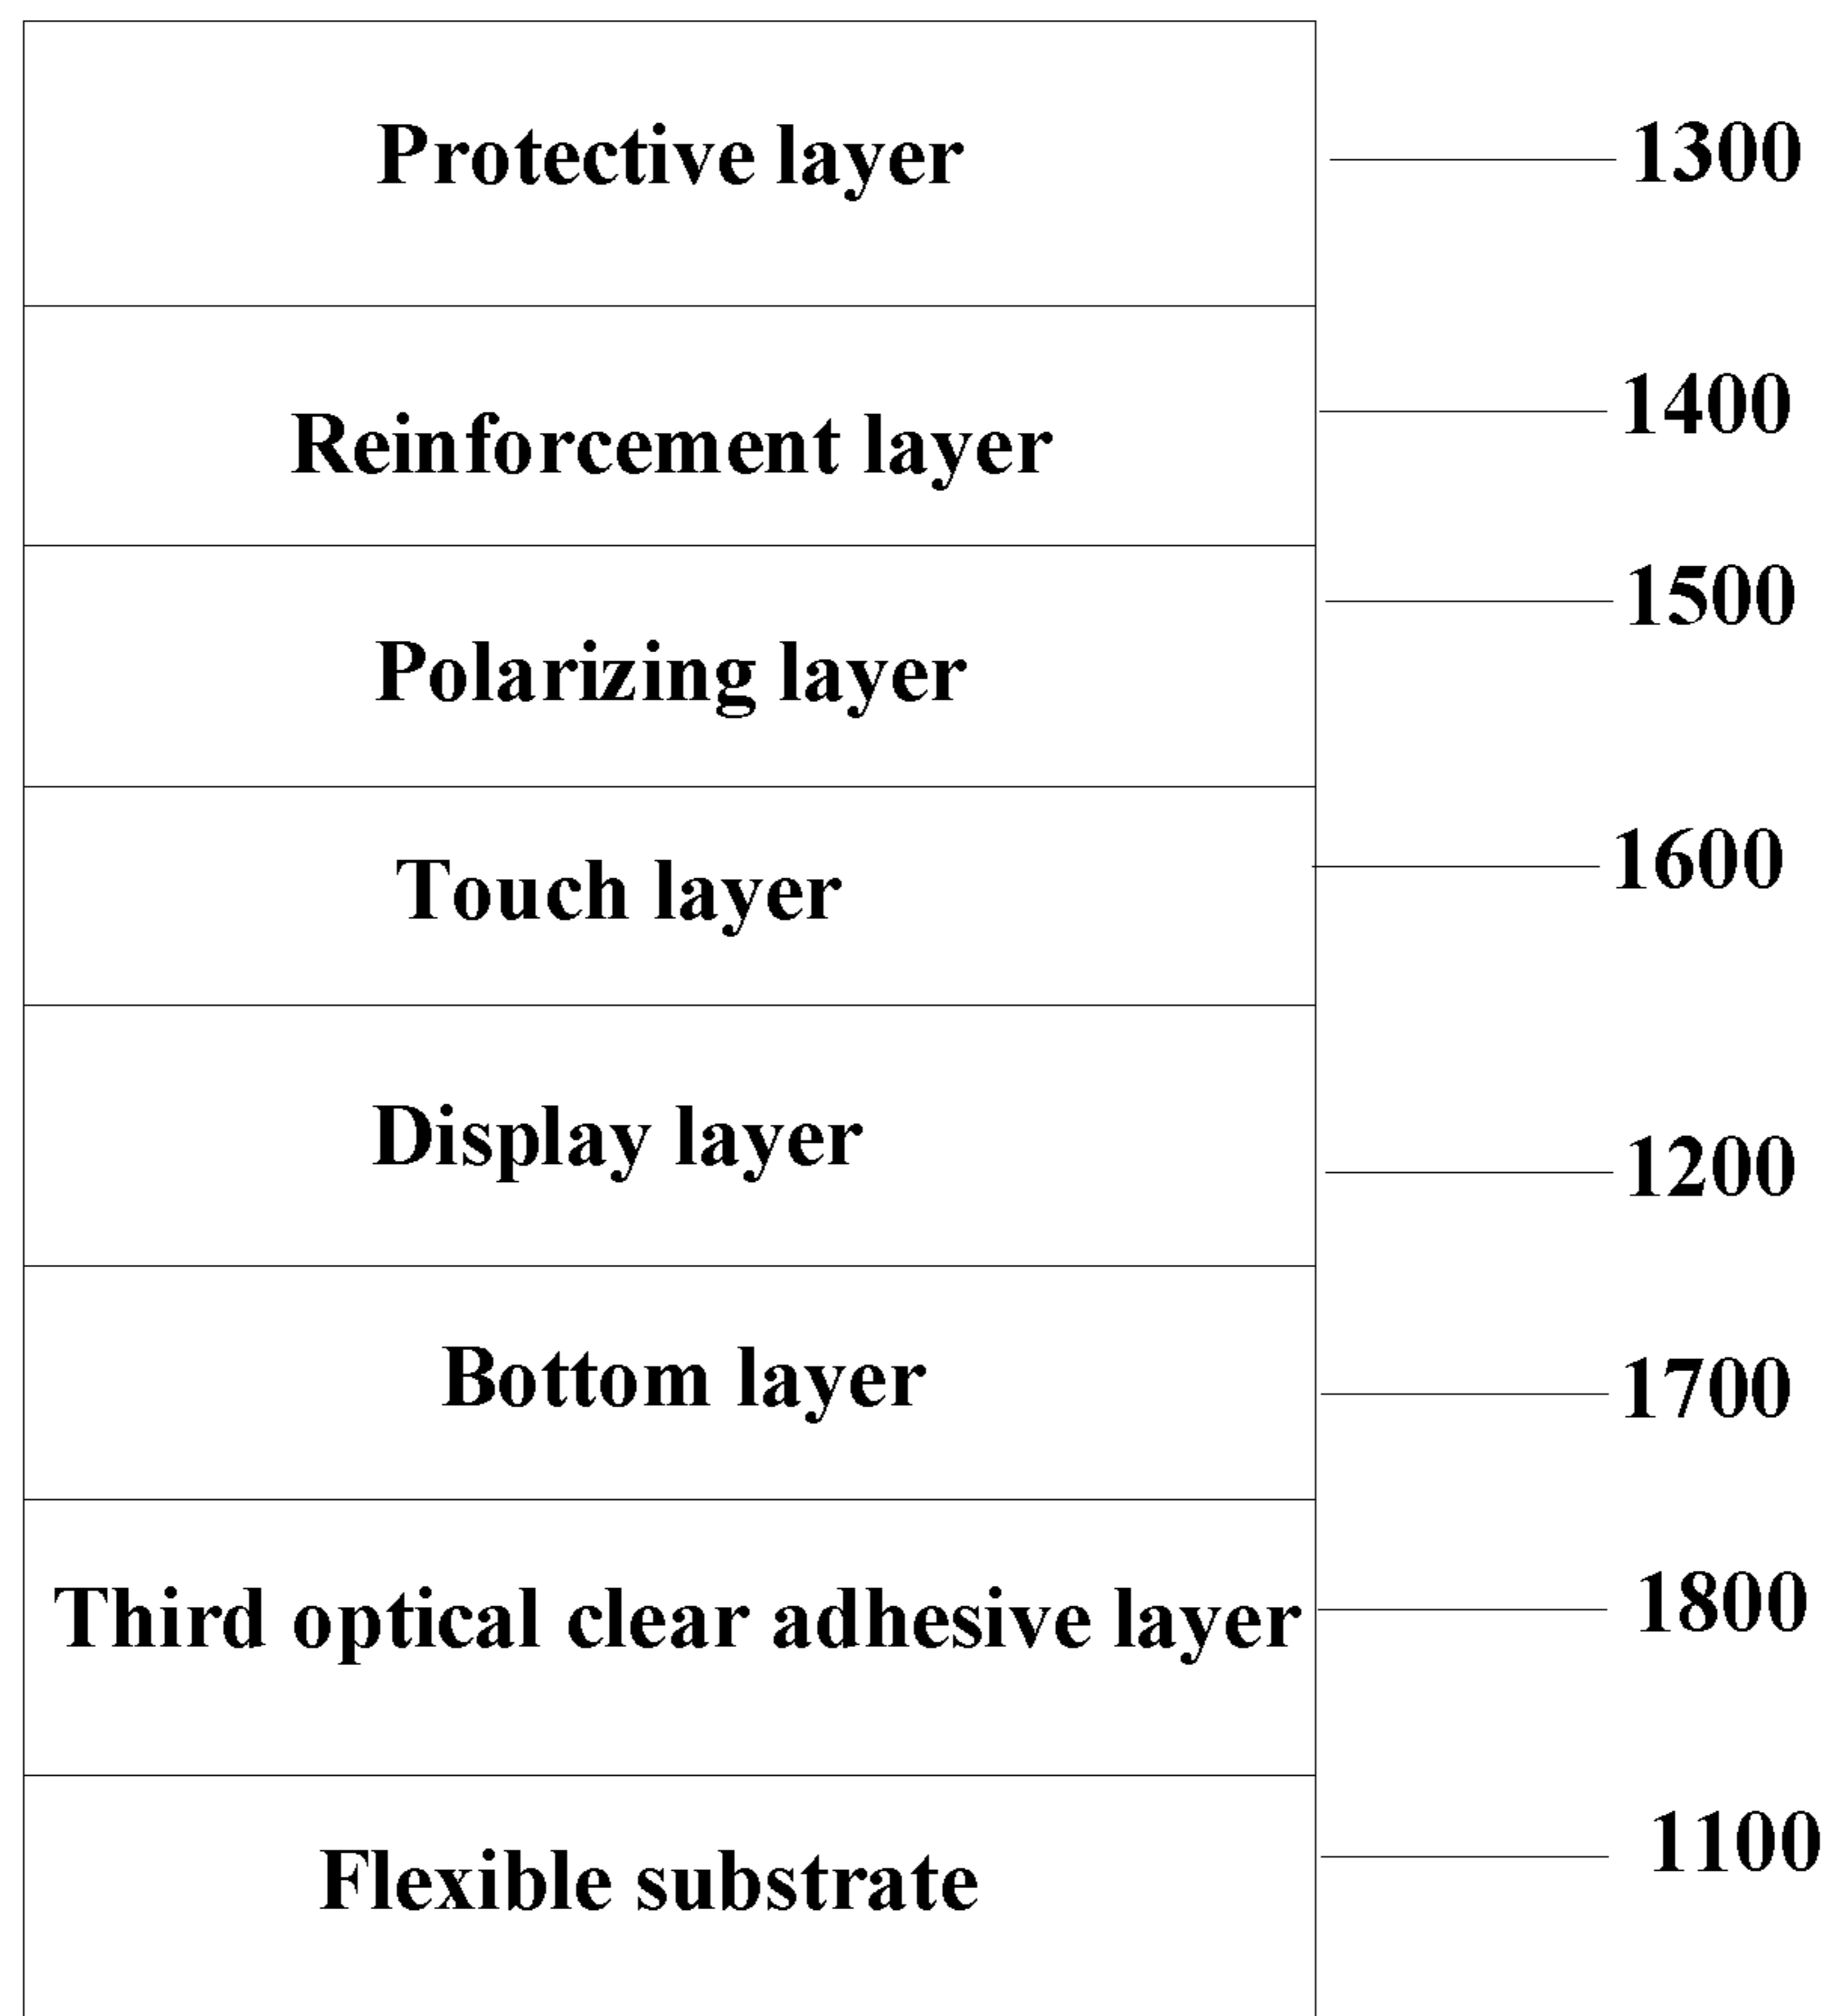 Protective layer 1300
Reinforcement layer 1400
Polarizing layer 1500
Touch layer 1600
Display layer 1200
Bottom layer 1700
Third optical clear adhesive layer 1800
Flexible substrate 1100